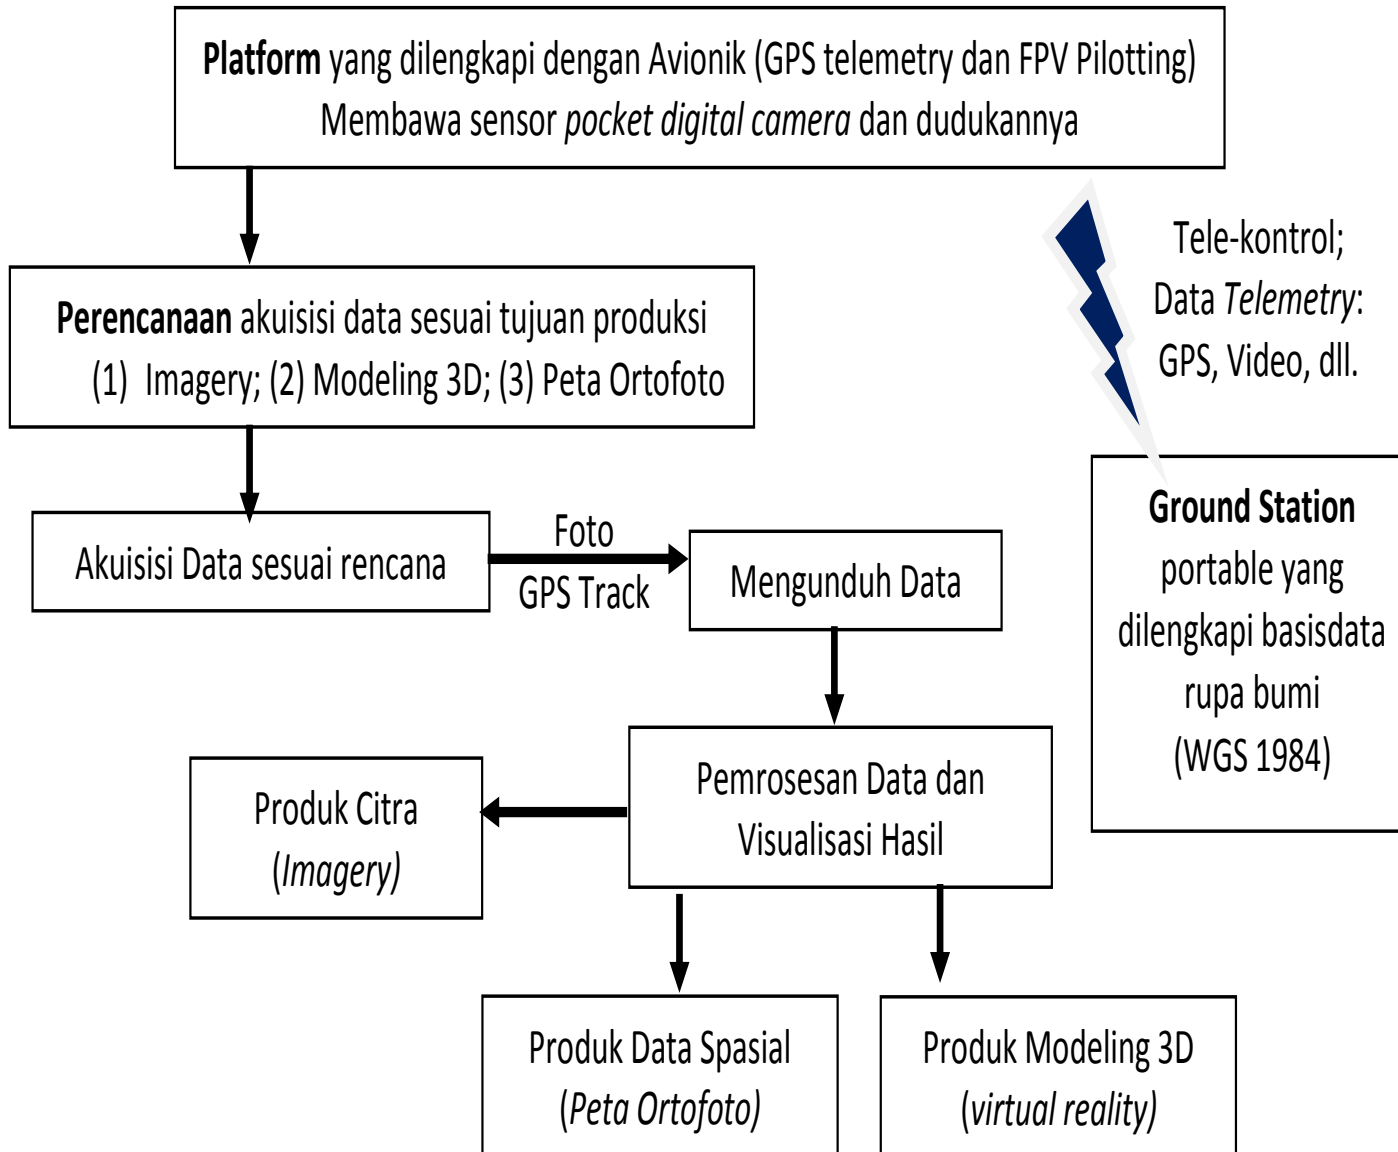 Platform yang dilengkapi dengan Avionik (GPS telemetry dan FPV Pilotting)
Membawa sensor pocket digital camera dan dudukannya
Tele-kontrol;
Data Telemetry:
GPS, Video, dll.
Perencanaan akuisisi data sesuai tujuan produksi
(1) Imagery; (2) Modeling 3D; (3) Peta Ortofoto
Ground Station
portable yang
dilengkapi basisdata
rupa bumi
(WGS 1984)
Akuisisi Data sesuai rencana
Foto
GPS Track
Mengunduh Data
Pemrosesan Data dan
Visualisasi Hasil
Produk Citra
(Imagery)
Produk Data Spasial
(Peta Ortofoto)
Produk Modeling 3D
(virtual reality)